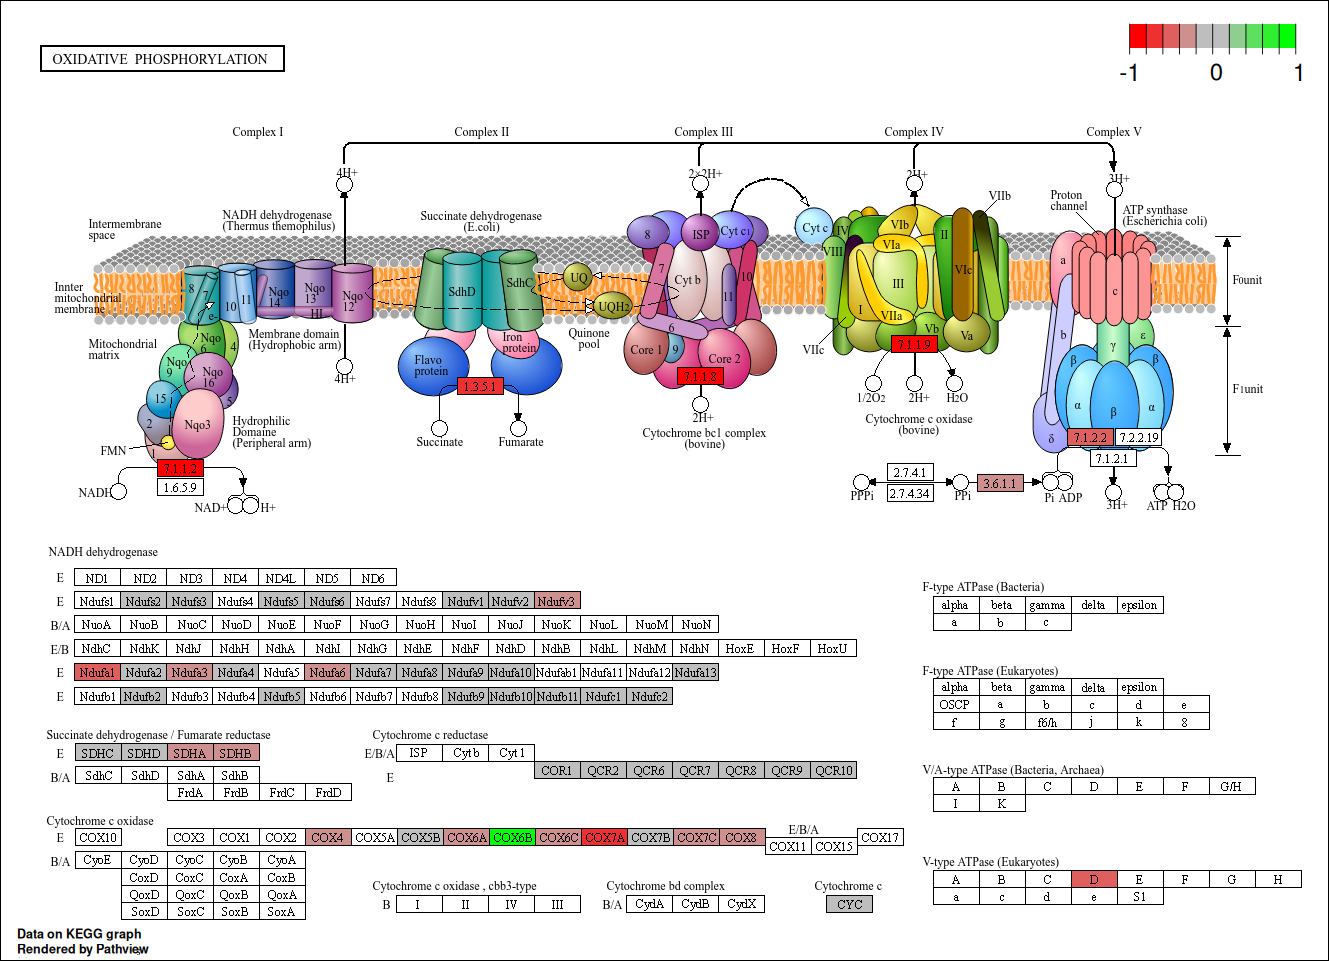 OXIDATIVE PHOSPHORYLATION
-1 0 1
Complex I Complex II Complex III Complex IV Complex V
4H+ 2×2H+ 2H+ 3H+
Intermembrane
space
NADH dehydrogenase
(Thermus themophilus)
Succinate dehydrogenase
(E.coli)
8 ISP Cyt c1 Cyt c
IV VIb VIIb
VIII VIa II
Proton
channel
ATP synthase
(Escherichia coli)
Innter
mitochondrial
membrane
8 7 e- 10 11
Nqo
14
Nqo
13
HI
Nqo
12
SdhD SdhC UQ UQH2
7 Cyt b 10 11
III VIc
I VIIa Vb Va
a c
Founit
Mitochondrial
matrix
Nqo
6
4
Membrane domain
(Hydrophobic arm)
Iron
protein
Quinone
pool
6
VIIc
b γ ε
Nqo
9
Nqo
16
4H+
Flavo
protein
Core 1 9 Core 2
7.1.1.9
β β
F1unit
1.3.5.1
7.1.1.8
15 5
2 Nqo3
1/2O2 2H+ H2O
α β α
2H+
Hydrophilic
Domaine
(Peripheral arm)
Succinate Fumarate
Cytochrome bc1 complex
(bovine)
Cytochrome c oxidase
(bovine)
δ 7.1.2.2 7.2.2.19
FMN
7.1.2.1
7.1.1.2
1.6.5.9
NADH
NAD+ H+
2.7.4.1
2.7.4.34
3.6.1.1
PPPi PPi Pi ADP
3H+ ATP H2O
NADH dehydrogenase
E ND1 ND2 ND3 ND4 ND4L ND5 ND6
E Ndufs1 Ndufs2 Ndufs3 Ndufs4 Ndufs5 Ndufs6 Ndufs7 Ndufs8 Ndufv1 Ndufv2 Ndufv3
B/A NuoA NuoB NuoC NuoD NuoE NuoF NuoG NuoH NuoI NuoJ NuoK NuoL NuoM NuoN
E/B NdhC NdhK NdhJ NdhH NdhA NdhI NdhG NdhE NdhF NdhD NdhB NdhL NdhM NdhN HoxE HoxF HoxU
E Ndufa1 Ndufa2 Ndufa3 Ndufa4 Ndufa5 Ndufa6 Ndufa7 Ndufa8 Ndufa9 Ndufa10 Ndufab1 Ndufa11 Ndufa12 Ndufa13
E Ndufb1 Ndufb2 Ndufb3 Ndufb4 Ndufb5 Ndufb6 Ndufb7 Ndufb8 Ndufb9 Ndufb10 Ndufb11 Ndufc1 Ndufc2
Succinate dehydrogenase / Fumarate reductase
E SDHC SDHD SDHA SDHB
B/A SdhC SdhD SdhA SdhB
FrdA FrdB FrdC FrdD
Cytochrome c reductase
E/B/A ISP Cyt b Cyt 1
E COR1 QCR2 QCR6 QCR7 QCR8 QCR9 QCR10
Cytochrome c oxidase
E COX10 COX3 COX1 COX2 COX4 COX5A COX5B COX6A COX6B COX6C COX7A COX7B COX7C COX8
E/B/A
COX11 COX15
COX17
B/A CyoE CyoD CyoC CyoB CyoA
CoxD CoxC CoxA CoxB
QoxD QoxC QoxB QoxA
SoxD SoxC SoxB SoxA
Cytochrome c oxidase , cbb3-type
B I II IV III
Cytochrome bd complex
B/A CydA CydB CydX
Cytochrome c
CYC
F-type ATPase (Bacteria)
alpha beta gamma delta epsilon
a b c
F-type ATPase (Eukaryotes)
alpha beta gamma delta epsilon
OSCP a b c d e
f g f6/h j k 8
V/A-type ATPase (Bacteria, Archaea)
A B C D E F G/H
I K
V-type ATPase (Eukaryotes)
A B C D E F G H
a c d e S1
Data on KEGG graph
Rendered by Pathview